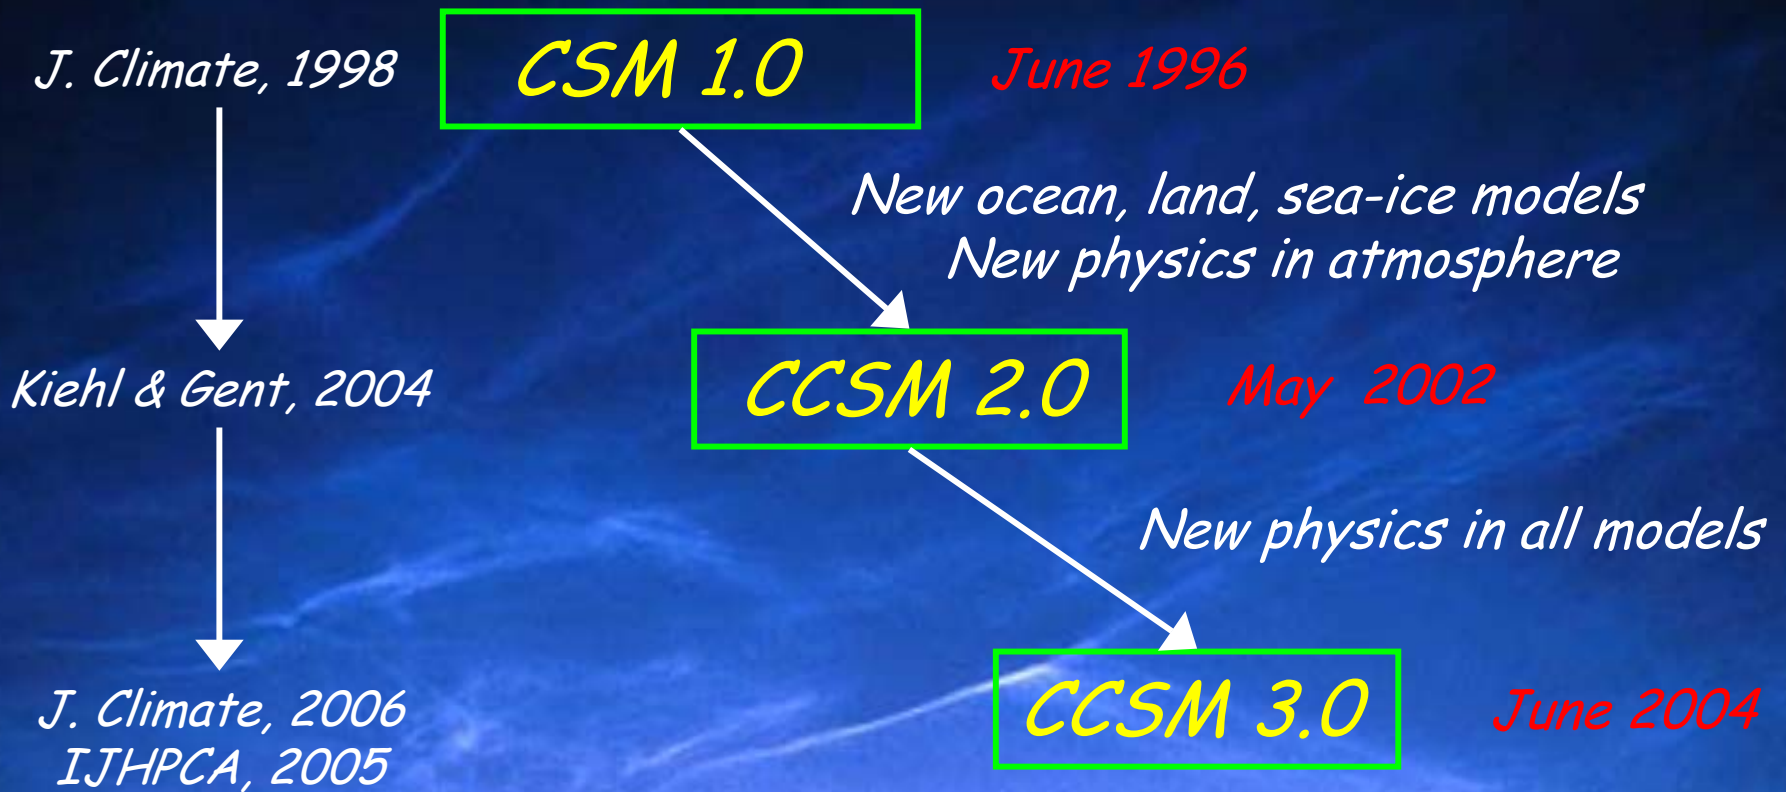 J. Climate, 1998
CSM 1.0
June 1996
New ocean, land, sea-ice models
New physics in atmosphere
Kiehl & Gent, 2004
CCSM 2.0
May 2002
New physics in all models
J. Climate, 2006
IJHPCA, 2005
CCSM 3.0
June 2004